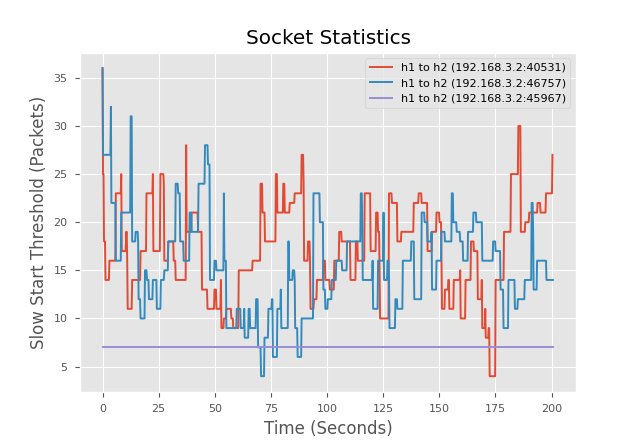 Socket Statistics
h1 to h2 (192.168.3.2:40531)
h1 to h2 (192.168.3.2:46757)
h1 to h2 (192.168.3.2:45967)
Slow Start Threshold (Packets)
35
30
25
20
15
10
5
0 25 50 75 100 125 150 175 200
Time (Seconds)